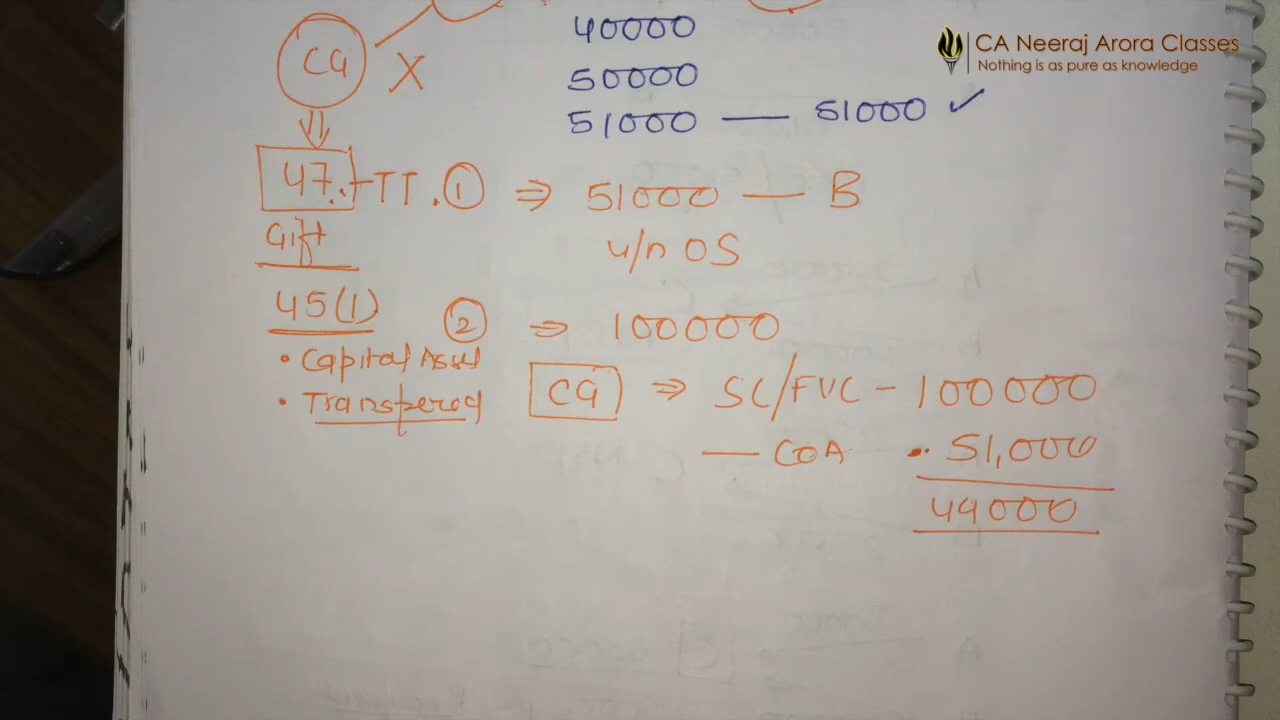 CA Neeraj Arora Classes
Nothing is as pure as knowledge
CG X
40000
50000
51000 — 51000 ✓
47. TT. ① ⇒ 51000 — B
Gift
u/n OS
45(1)
② ⇒ 100000
• Capital Asset
• Transfered
CG ⇒ SC/FVC - 100000
— COA 51,000
49000